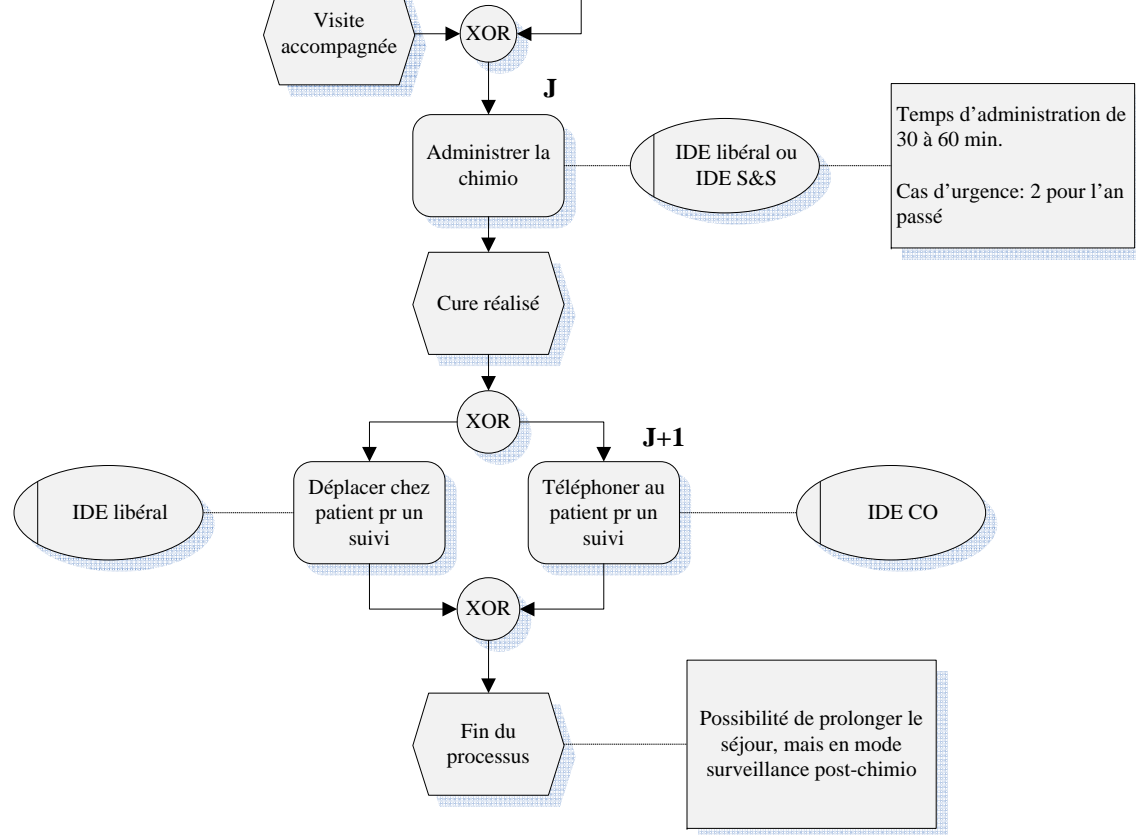 Visite
accompagnée
XOR
J
Administrer la
chimio
IDE libéral ou
IDE S&S
Temps d’administration de
30 à 60 min.
Cas d’urgence: 2 pour l’an
passé
Cure réalisé
XOR
J+1
IDE libéral
Déplacer chez
patient pr un
suivi
Téléphoner au
patient pr un
suivi
IDE CO
XOR
Fin du
processus
Possibilité de prolonger le
séjour, mais en mode
surveillance post-chimio